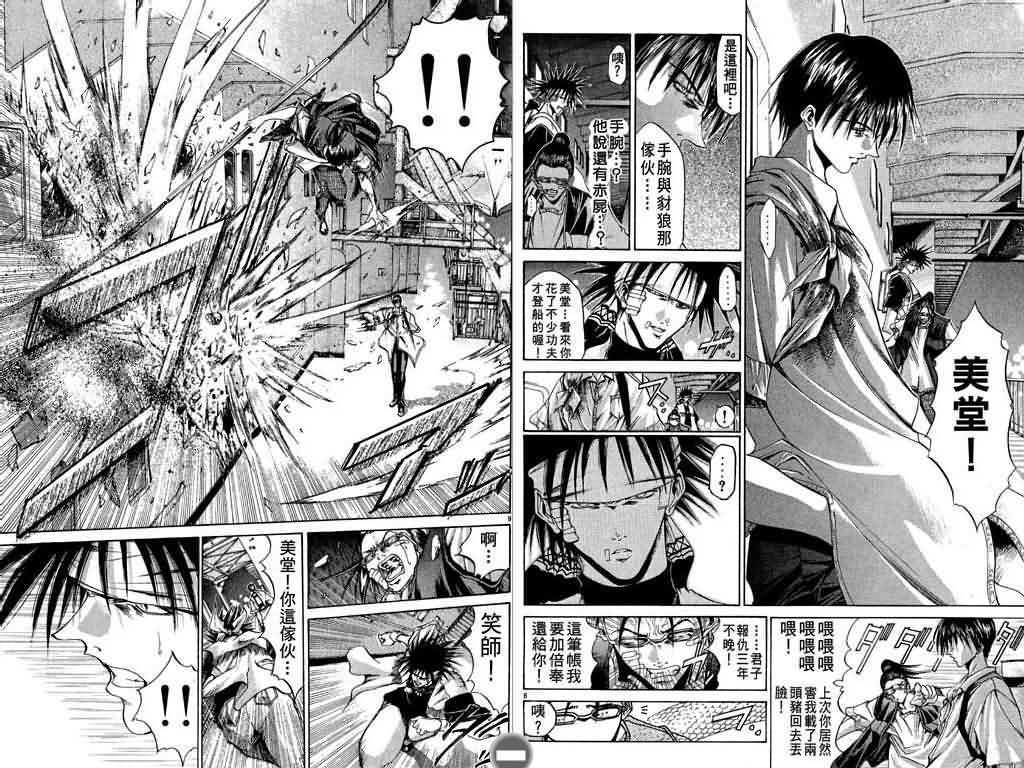 是這裡吧…
手腕與豺狼那
傢伙……
咦?
手腕…?
他說還有赤屍…?
……
美堂!
……
美堂…看來你
花了不少功夫
才登船的喔!
!
……?
喂喂喂
喂喂喂
喂!
上次你居然
害我載了兩
頭豬回去丟
臉!
……君子
報仇三年
不晚!
這筆帳我
要加倍奉
還給你!
咦?
8
!!
9
啊…
笑師!
美堂!你這傢伙…
!!